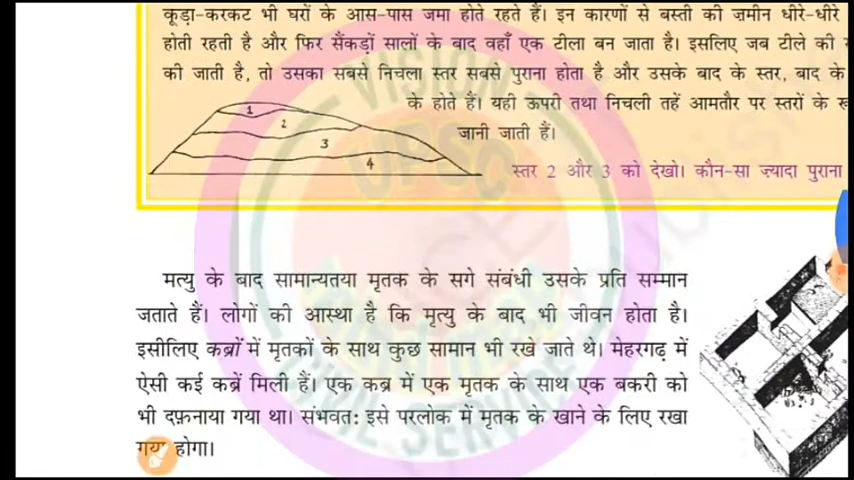 कूड़ा-करकट भी घरों के आस-पास जमा होते रहते हैं। इन कारणों से बस्ती की ज़मीन धीरे-धीरे
होती रहती है और फिर सैंकड़ों सालों के बाद वहाँ एक टीला बन जाता है। इसलिए जब टीले की
की जाती है, तो उसका सबसे निचला स्तर सबसे पुराना होता है और उसके बाद के स्तर, बाद के
के होते हैं। यही ऊपरी तथा निचली तहें आमतौर पर स्तरों के
जानी जाती हैं।
1
2
3
4
स्तर 2 और 3 को देखो। कौन-सा ज़्यादा पुराना
VISION
UPSC
मत्यु के बाद सामान्यतया मृतक के सगे संबंधी उसके प्रति सम्मान
जताते हैं। लोगों की आस्था है कि मृत्यु के बाद भी जीवन होता है।
इसीलिए कब्रों में मृतकों के साथ कुछ सामान भी रखे जाते थे। मेहरगढ़ में
ऐसी कई कब्रें मिली हैं। एक कब्र में एक मृतक के साथ एक बकरी को
भी दफ़नाया गया था। संभवत: इसे परलोक में मृतक के खाने के लिए रखा
गया होगा।